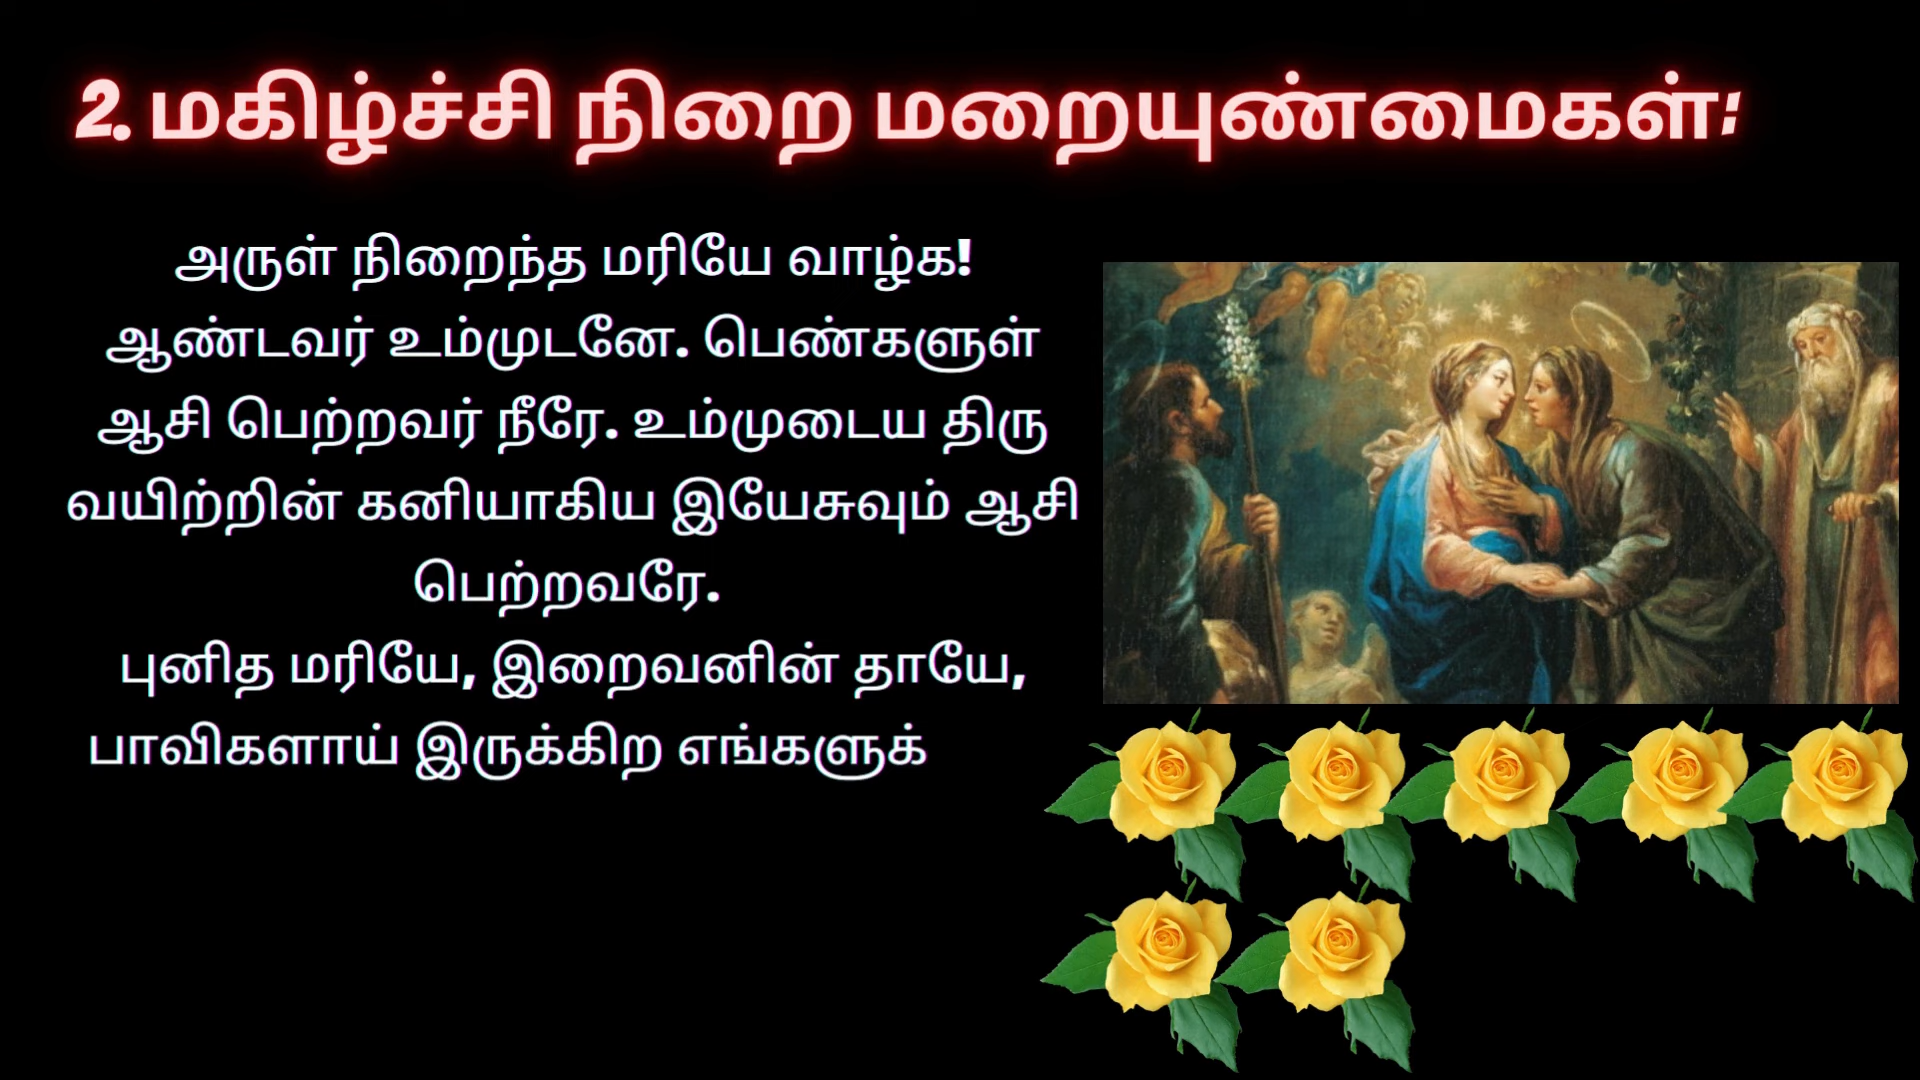 2. மகிழ்ச்சி நிறை மறையுண்மைகள்:
அருள் நிறைந்த மரியே வாழ்க!
ஆண்டவர் உம்முடனே. பெண்களுள்
ஆசி பெற்றவர் நீரே. உம்முடைய திரு
வயிற்றின் கனியாகிய இயேசுவும் ஆசி
பெற்றவரே.
புனித மரியே, இறைவனின் தாயே,
பாவிகளாய் இருக்கிற எங்களுக்